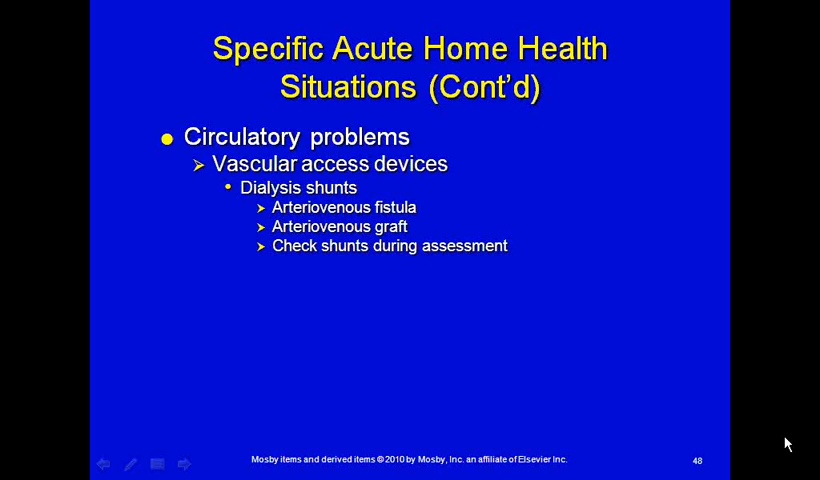 Specific Acute Home Health
Situations (Cont’d)
Circulatory problems
Vascular access devices
Dialysis shunts
Arteriovenous fistula
Arteriovenous graft
Check shunts during assessment
Mosby items and derived items © 2010 by Mosby, Inc. an affiliate of Elsevier Inc.
48